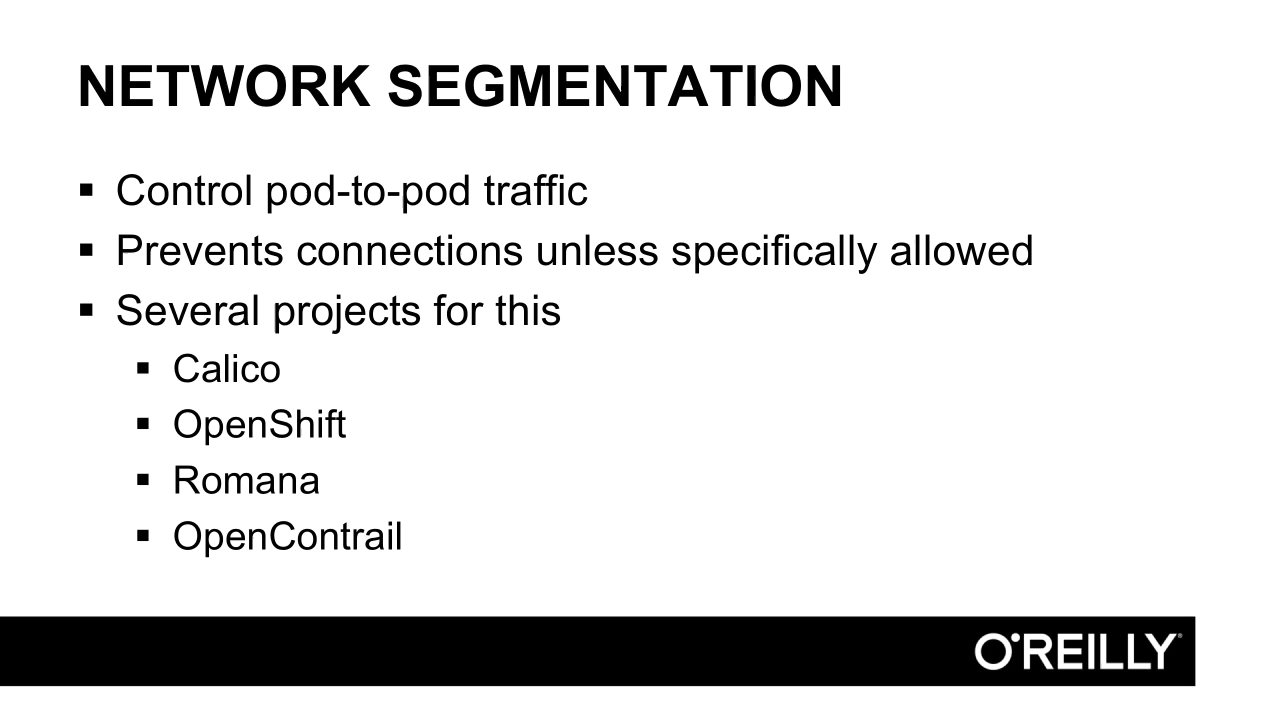 NETWORK SEGMENTATION
▪ Control pod-to-pod traffic
▪ Prevents connections unless specifically allowed
▪ Several projects for this
▪ Calico
▪ OpenShift
▪ Romana
▪ OpenContrail
O'REILLY®